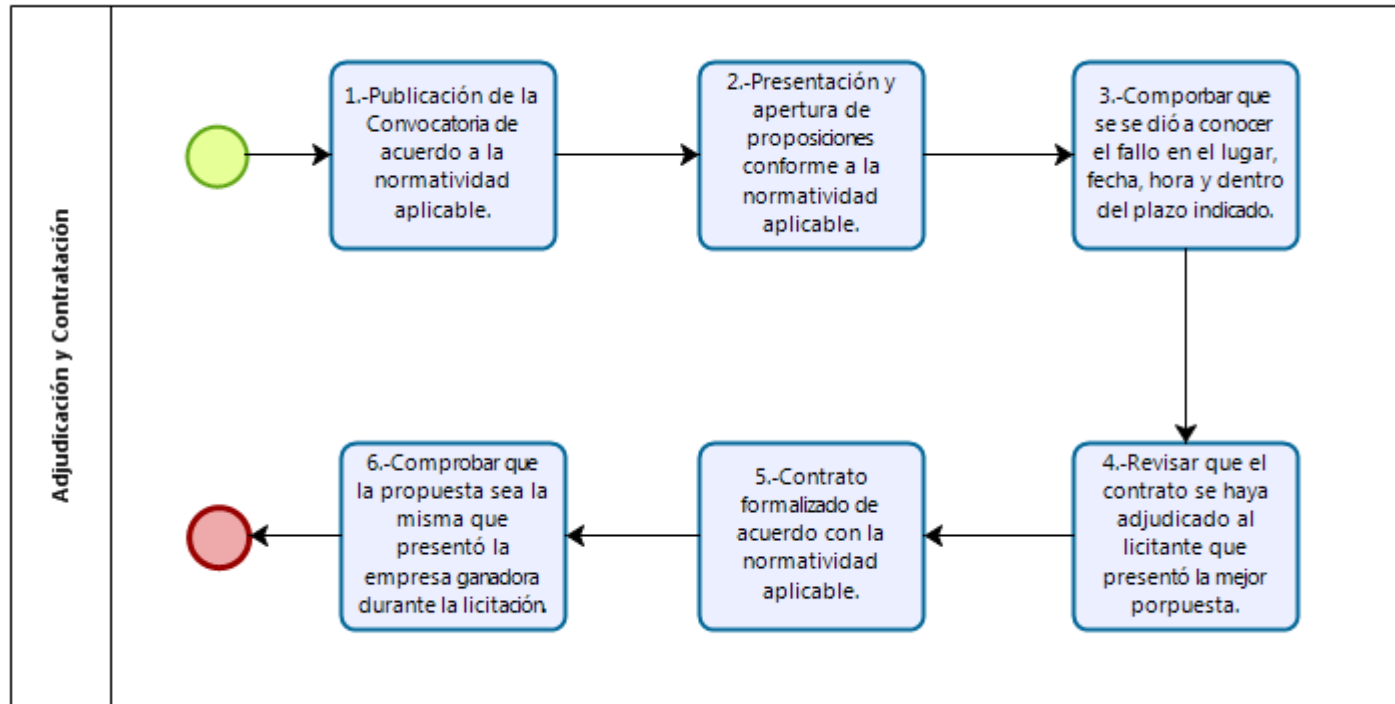 Adjudicación y Contratación
1.-Publicación de la
Convocatoria de
acuerdo a la
normatividad
aplicable.
2.-Presentación y
apertura de
proposiciones
conforme a la
normatividad
aplicable.
3.-Comporbar que
se se dió a conocer
el fallo en el lugar,
fecha, hora y dentro
del plazo indicado.
4.-Revisar que el
contrato se haya
adjudicado al
licitante que
presentó la mejor
porpuesta.
5.-Contrato
formalizado de
acuerdo con la
normatividad
aplicable.
6.-Comprobar que
la propuesta sea la
misma que
presentó la
empresa ganadora
durante la licitación.